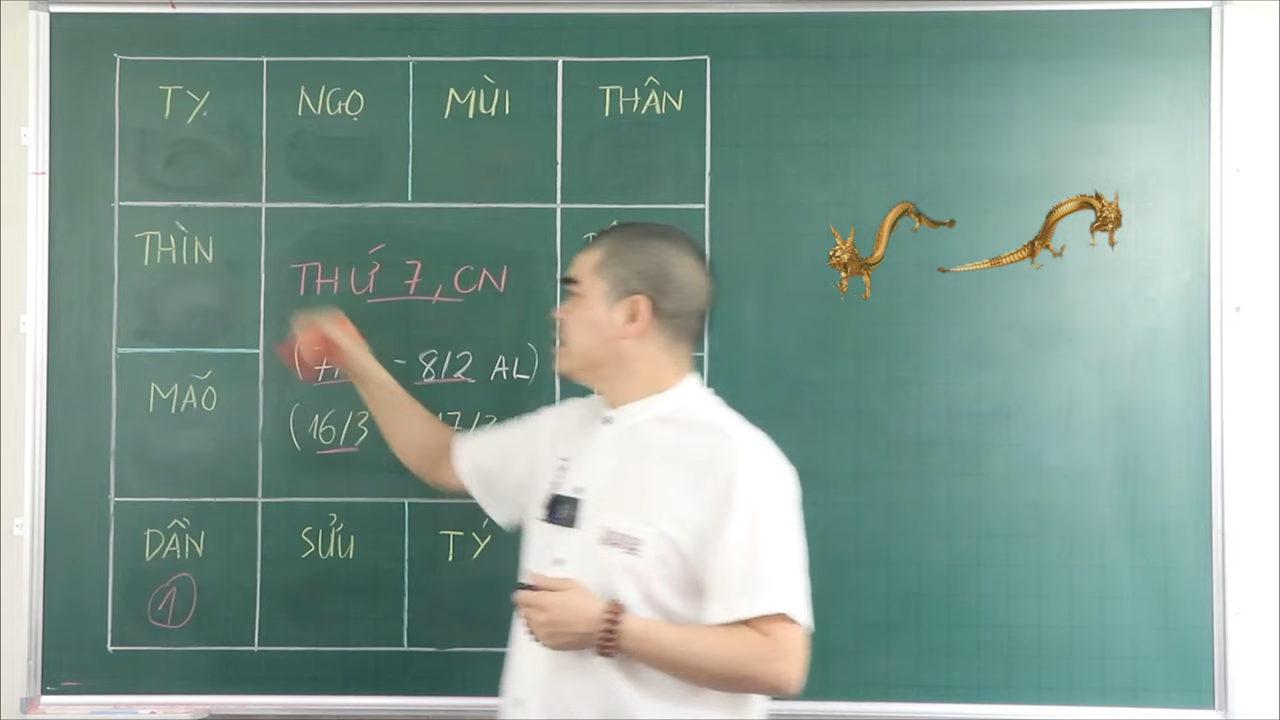 TỴ
NGỌ
MÙI
THÂN
THÌN
THỨ 7, CN
- 8/2 AL)
MÃO
(16/3
DẦN
SỬU
TÝ
1